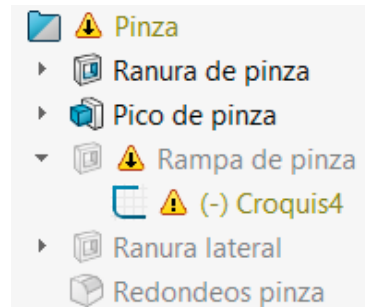 Pinza
Ranura de pinza
Pico de pinza
Rampa de pinza
(-) Croquis4
Ranura lateral
Redondeos pinza